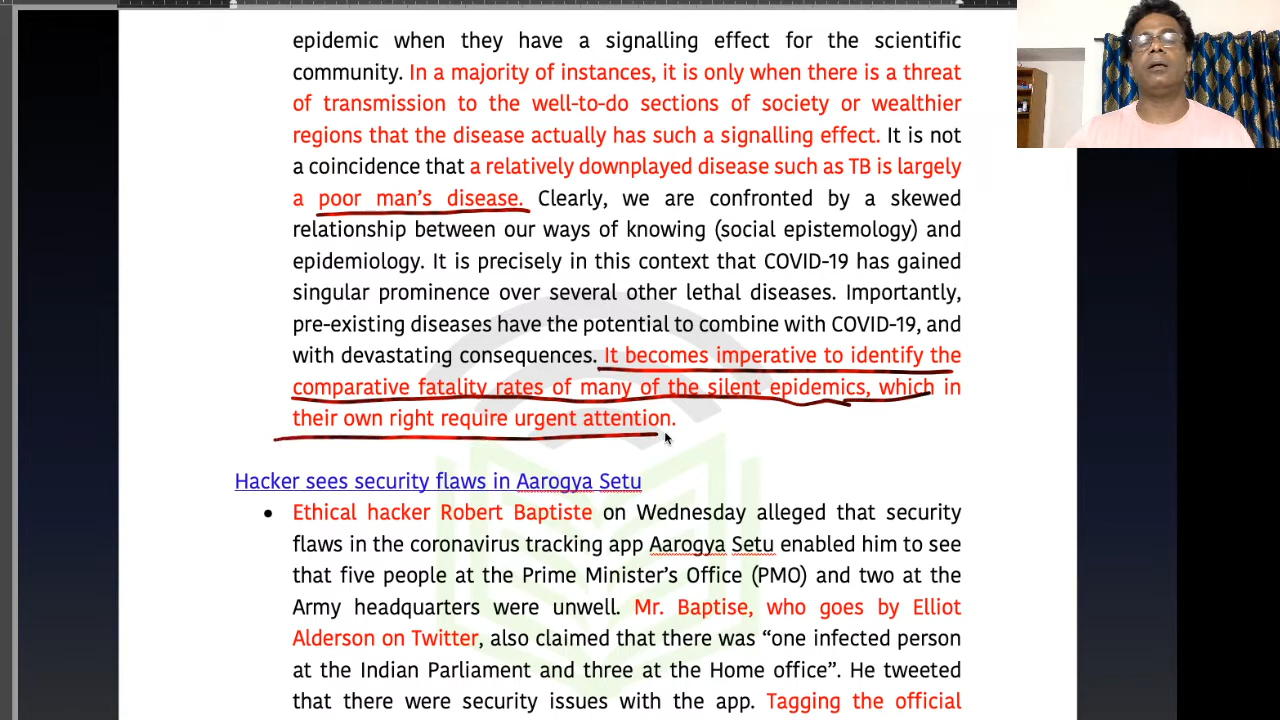 epidemic when they have a signalling effect for the scientific
community. In a majority of instances, it is only when there is a threat
of transmission to the well-to-do sections of society or wealthier
regions that the disease actually has such a signalling effect. It is not
a coincidence that a relatively downplayed disease such as TB is largely
a poor man’s disease. Clearly, we are confronted by a skewed
relationship between our ways of knowing (social epistemology) and
epidemiology. It is precisely in this context that COVID-19 has gained
singular prominence over several other lethal diseases. Importantly,
pre-existing diseases have the potential to combine with COVID-19, and
with devastating consequences. It becomes imperative to identify the
comparative fatality rates of many of the silent epidemics, which in
their own right require urgent attention.
Hacker sees security flaws in Aarogya Setu
• Ethical hacker Robert Baptiste on Wednesday alleged that security
flaws in the coronavirus tracking app Aarogya Setu enabled him to see
that five people at the Prime Minister’s Office (PMO) and two at the
Army headquarters were unwell. Mr. Baptise, who goes by Elliot
Alderson on Twitter, also claimed that there was “one infected person
at the Indian Parliament and three at the Home office”. He tweeted
that there were security issues with the app. Tagging the official